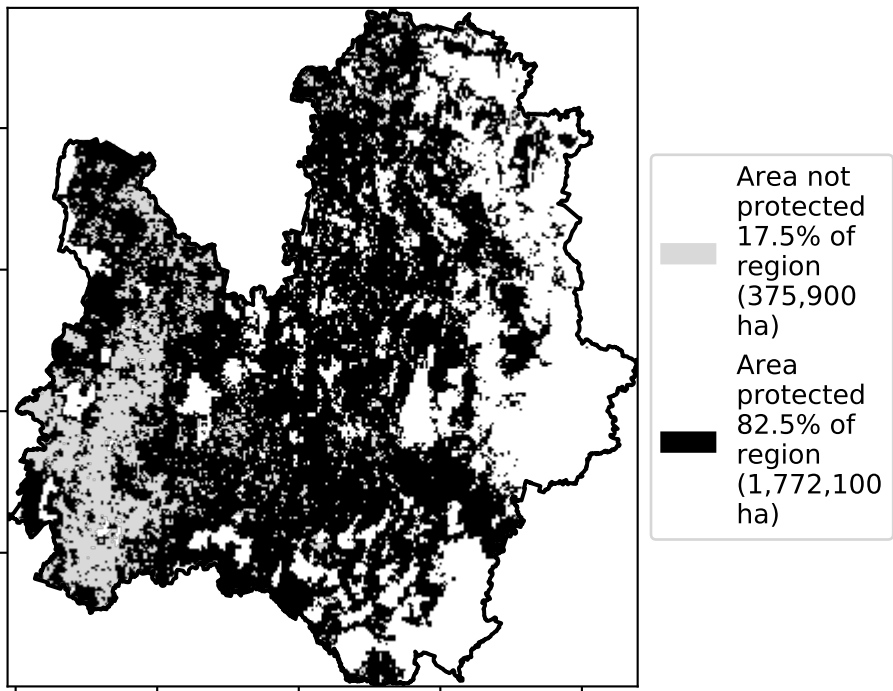 Area not
protected
17.5% of
region
(375,900
ha)
Area
protected
82.5% of
region
(1,772,100
ha)